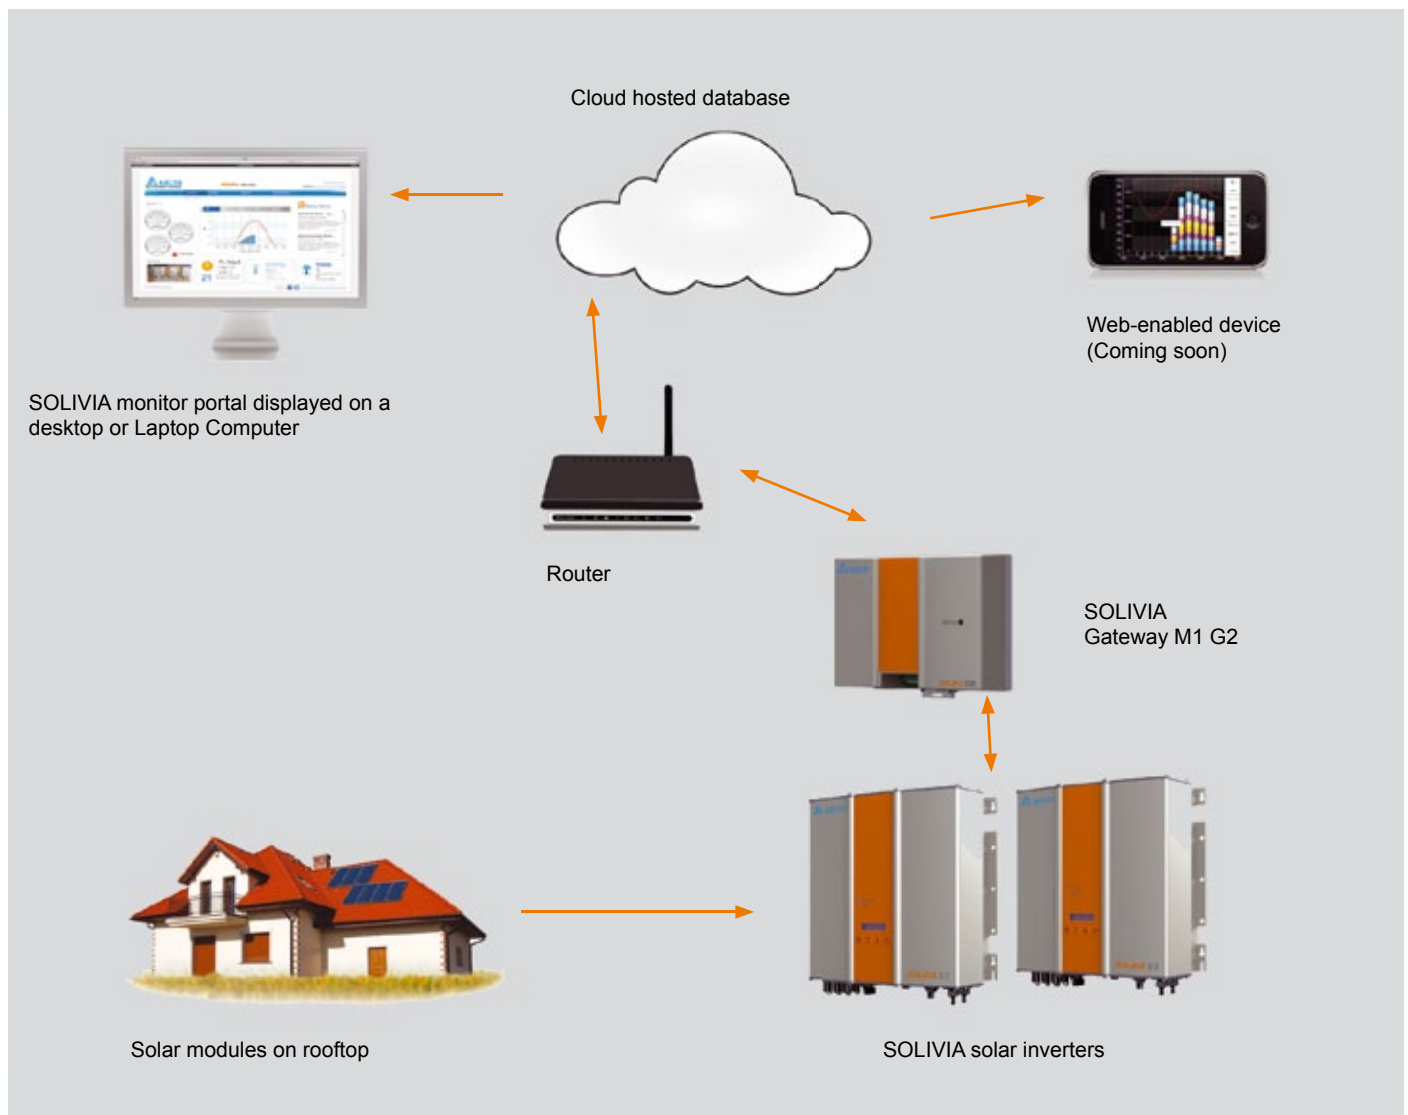 Cloud hosted database
Web-enabled device
(Coming soon)
SOLIVIA monitor portal displayed on a
desktop or Laptop Computer
Router
SOLIVIA
Gateway M1 G2
Solar modules on rooftop
SOLIVIA solar inverters